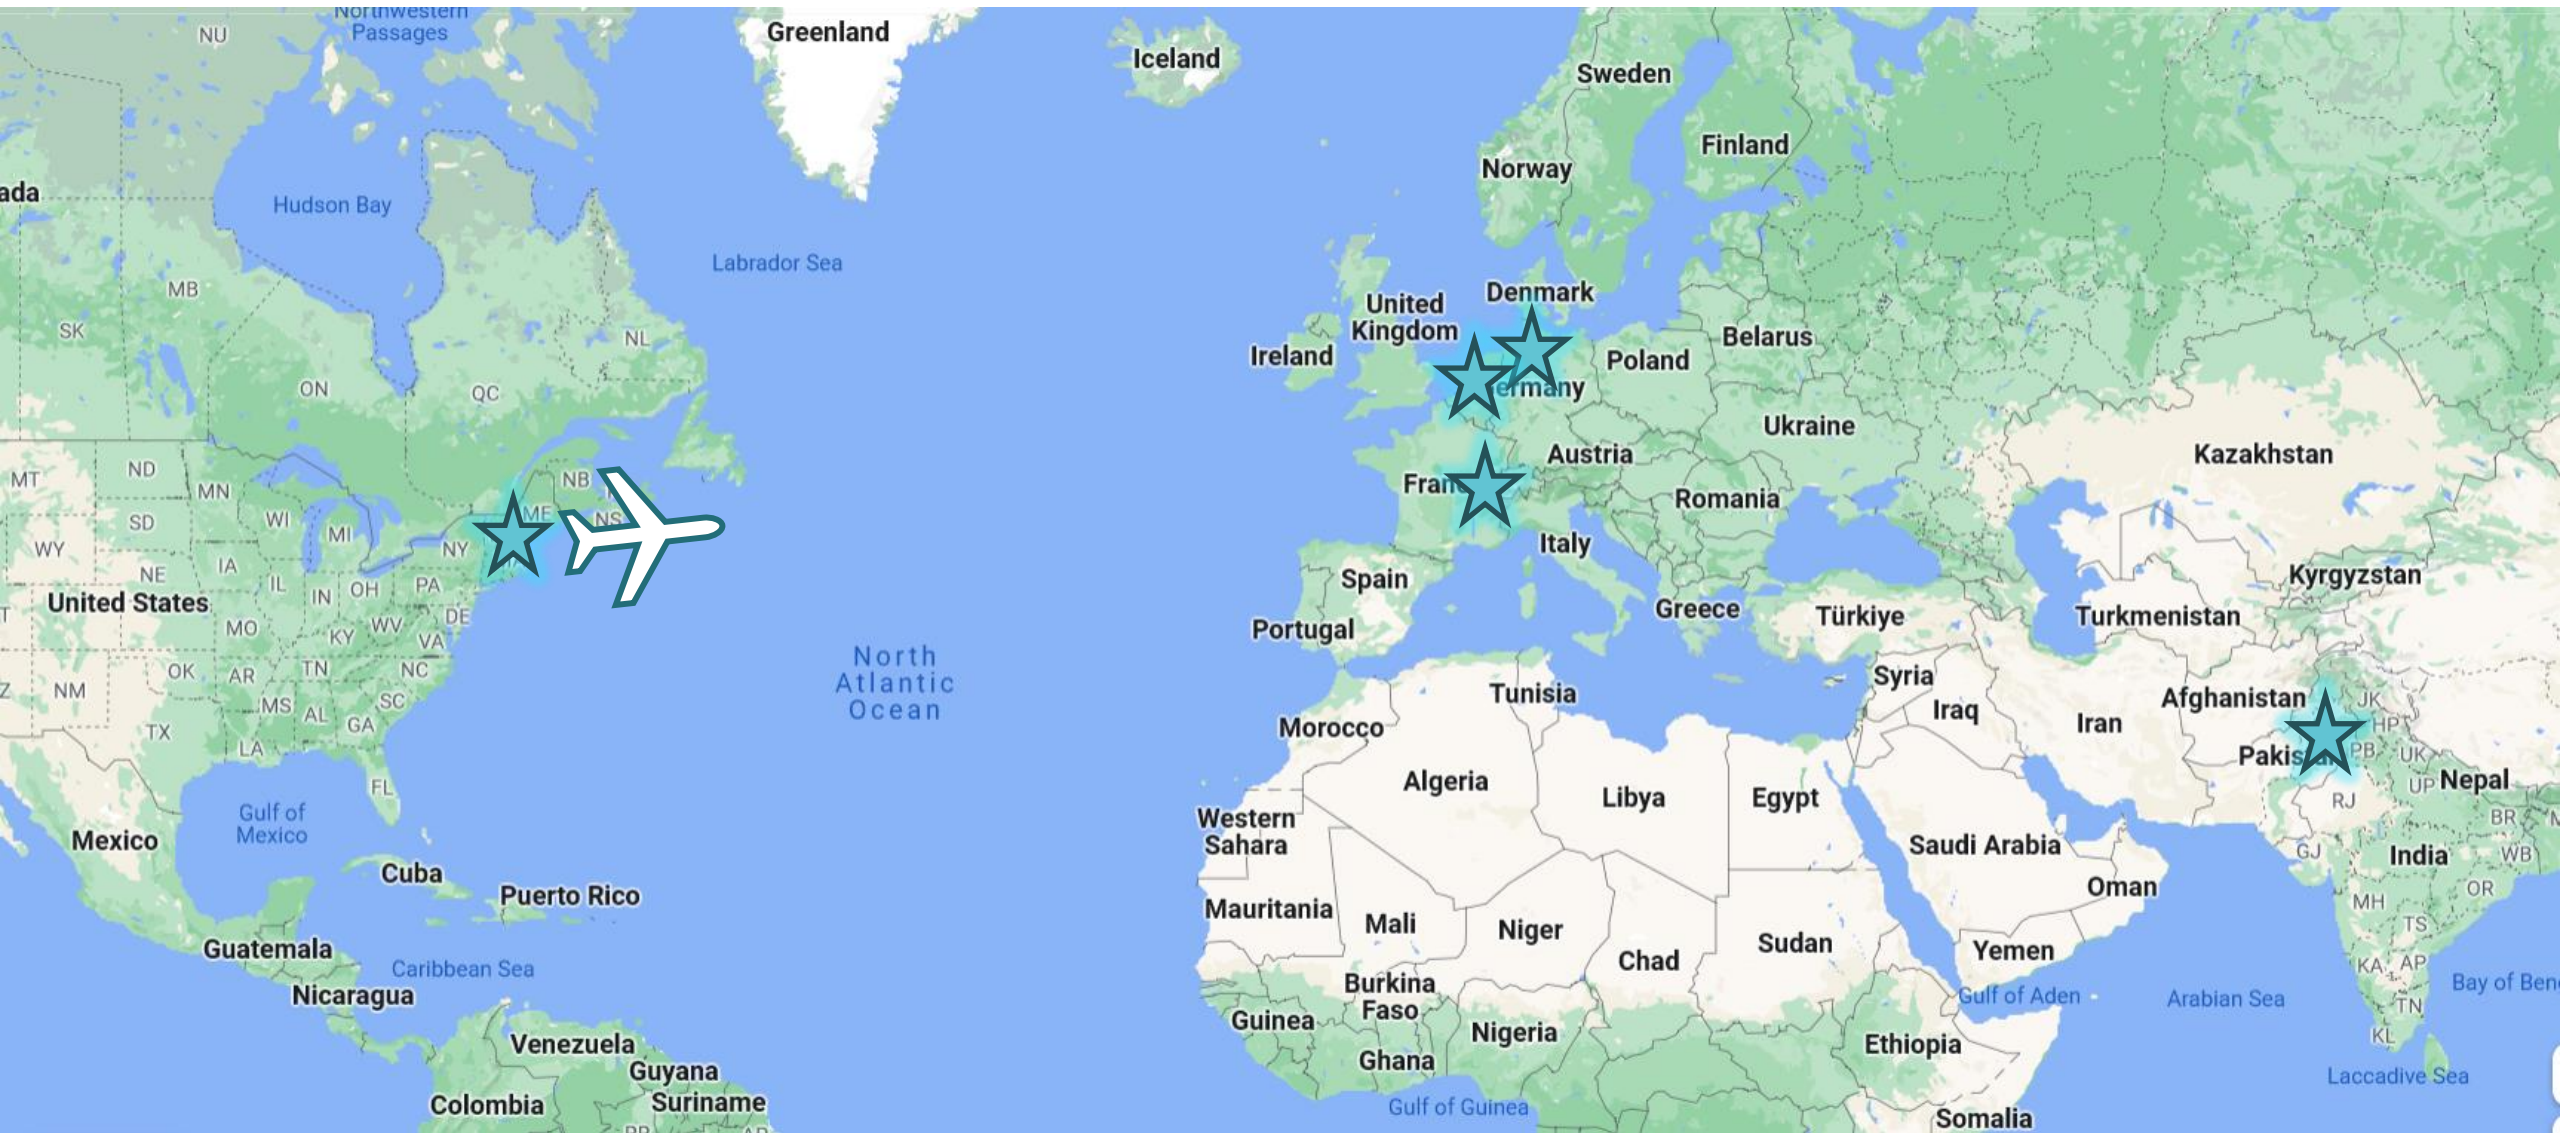 Northwestern
Passages
NU
Greenland
Iceland
Sweden
Finland
Norway
ada
Hudson Bay
Labrador Sea
MB
SK
NL
ON
QC
United
Kingdom
Ireland
Denmark
ermany
Poland
Belarus
Ukraine
Austria
Fran
Romania
Italy
Spain
Portugal
Greece
Türkiye
Kazakhstan
Kyrgyzstan
Turkmenistan
MT
ND
MN
SD
WI
MI
WY
NY
NB
ME
NS
IA
NE
IL
IN
OH
PA
United States
MO
KY
WV
DE
VA
T
OK
AR
TN
NC
Z
NM
MS
AL
SC
GA
TX
LA
FL
North
Atlantic
Ocean
Gulf of
Mexico
Mexico
Cuba
Puerto Rico
Guatemala
Caribbean Sea
Nicaragua
Venezuela
Guyana
Colombia
Suriname
Syria
Iraq
Iran
Afghanistan
Pakis
JK
HP
PB
UK
UP
Nepal
RJ
BR
GJ
India
WB
OR
MH
TS
KA
AP
TN
KL
Bay of Ben
Arabian Sea
Laccadive Sea
Tunisia
Morocco
Algeria
Libya
Egypt
Western
Sahara
Saudi Arabia
Oman
Mauritania
Mali
Niger
Chad
Sudan
Yemen
Gulf of Aden
Burkina
Faso
Guinea
Nigeria
Ghana
Ethiopia
Gulf of Guinea
Somalia